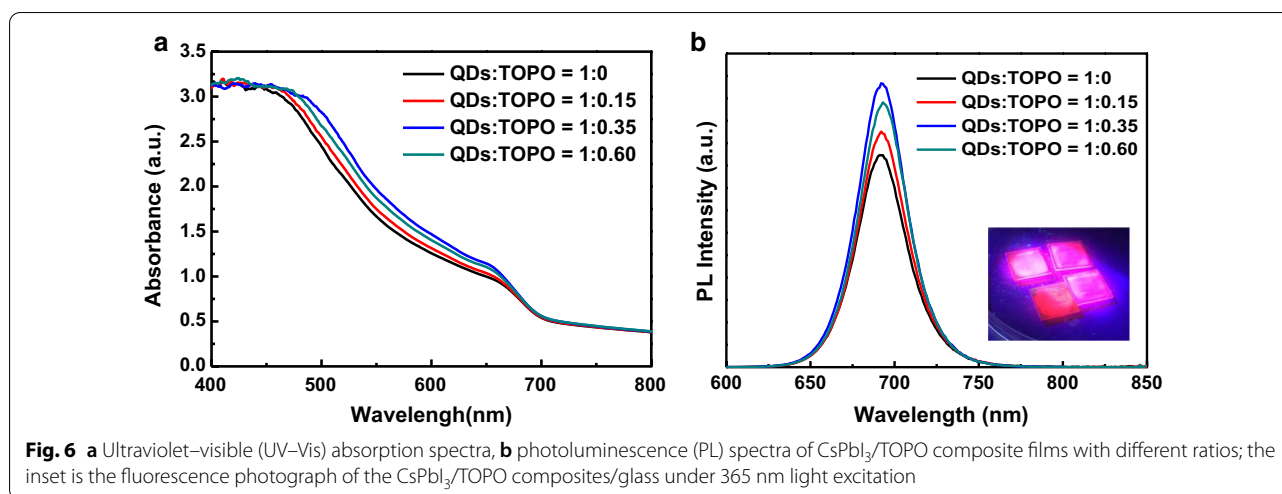 a
3.5
3.0
2.5
2.0
1.5
1.0
0.5
0.0
Absorbance (a.u.)
QDs:TOPO = 1:0
QDs:TOPO = 1:0.15
QDs:TOPO = 1:0.35
QDs:TOPO = 1:0.60
400 500 600 700 800
Wavelengh(nm)
b
PL Intensity (a.u.)
QDs:TOPO = 1:0
QDs:TOPO = 1:0.15
QDs:TOPO = 1:0.35
QDs:TOPO = 1:0.60
600 650 700 750 800 850
Wavelength (nm)
Fig. 6 a Ultraviolet–visible (UV–Vis) absorption spectra, b photoluminescence (PL) spectra of CsPbI₃/TOPO composite films with different ratios; the
inset is the fluorescence photograph of the CsPbI₃/TOPO composites/glass under 365 nm light excitation